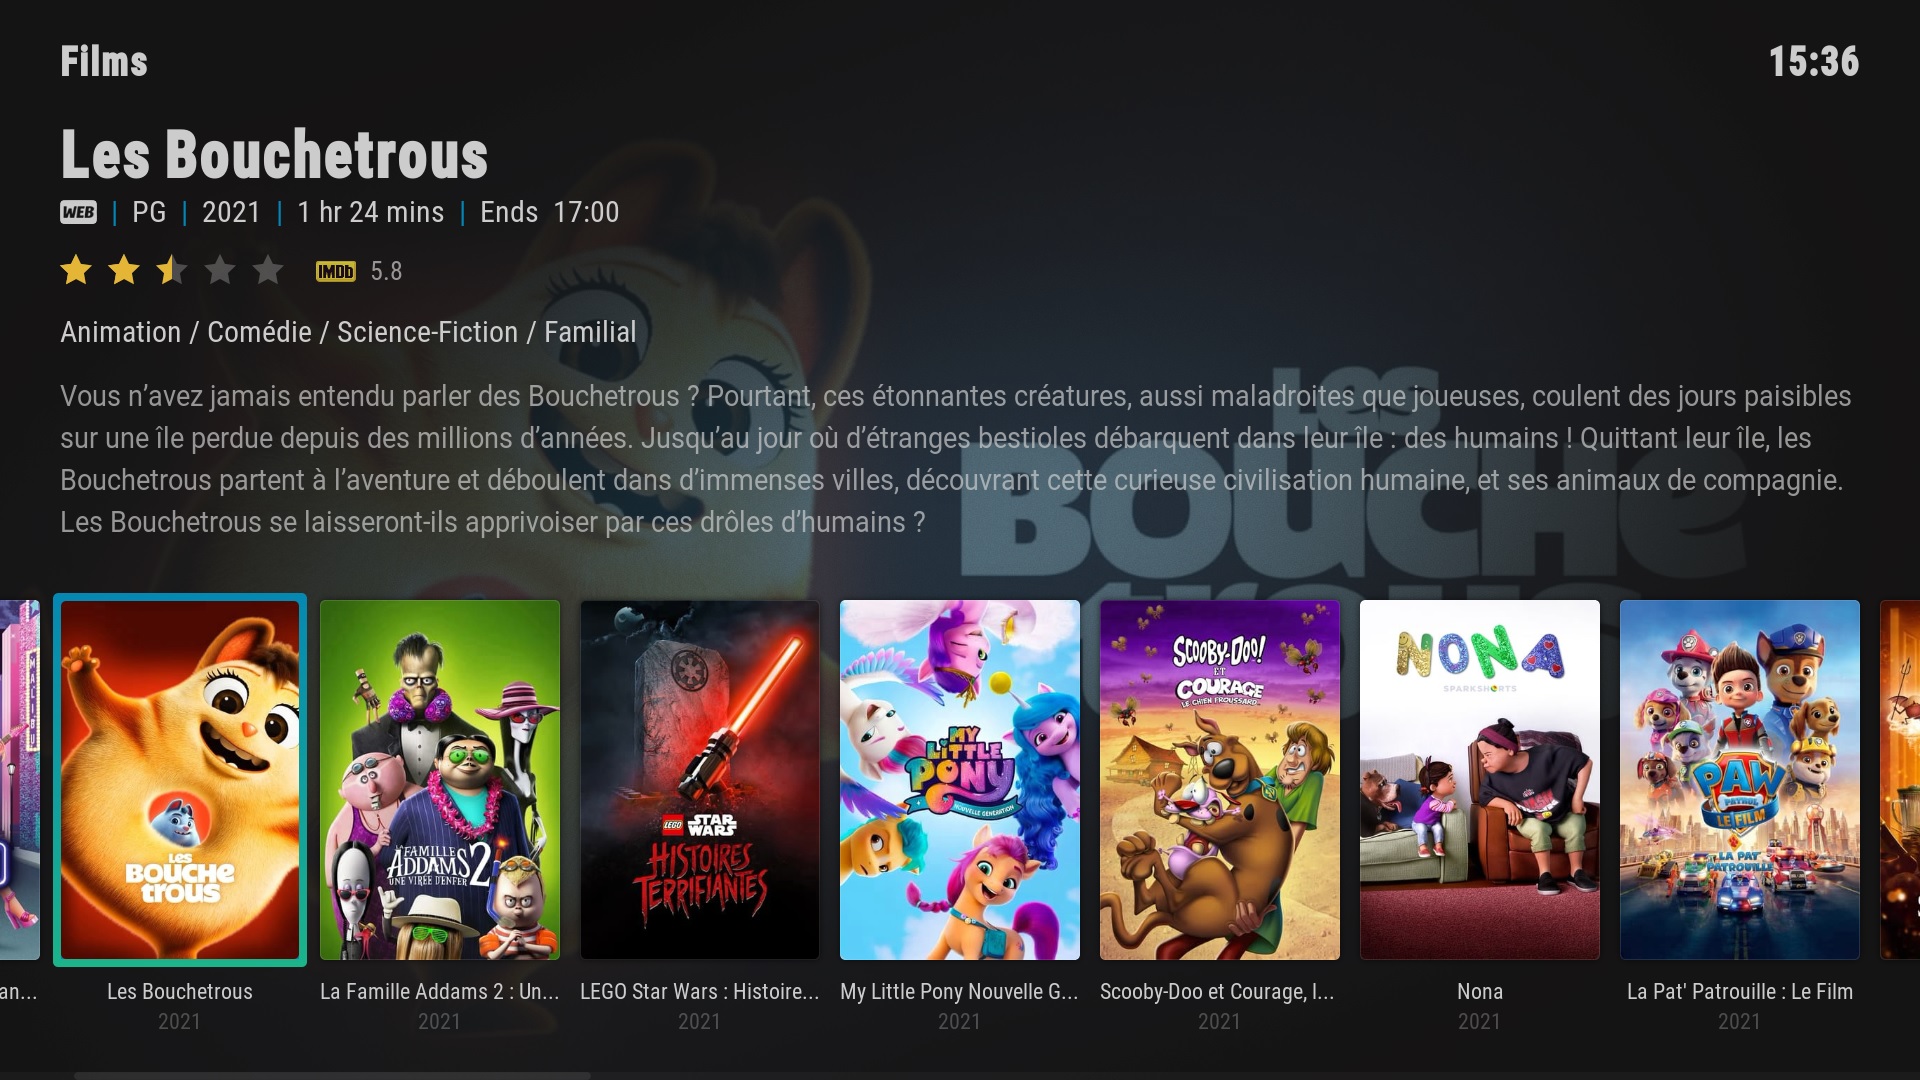 Films
15:36
Les Bouchetrous
WEB | PG | 2021 | 1 hr 24 mins | Ends 17:00
IMDb 5.8
Animation / Comédie / Science-Fiction / Familial
Vous n’avez jamais entendu parler des Bouchetrous ? Pourtant, ces étonnantes créatures, aussi maladroites que joueuses, coulent des jours paisibles
sur une île perdue depuis des millions d’années. Jusqu’au jour où d’étranges bestioles débarquent dans leur île : des humains ! Quittant leur île, les
Bouchetrous partent à l’aventure et déboulent dans d’immenses villes, découvrant cette curieuse civilisation humaine, et ses animaux de compagnie.
Les Bouchetrous se laisseront-ils apprivoiser par ces drôles d’humains ?
Les
BOUCHe
trous
LES
BOUCHe
trous
LA FAMILLE
ADDAMS 2
UNE VIRÉE D'ENFER
LEGO STAR WARS
HISTOIRES
TERRIFIANTES
MY
LITTLE
PONY
NOUVELLE GÉNÉRATION
SCOOBY-DOO!
ET
COURAGE
LE CHIEN FROUSSARD
NONA
SPARKSHORTS
PAW
PATROL
LE FILM
LA PAT'
PATROUILLE
an...
Les Bouchetrous
2021
La Famille Addams 2 : Un...
2021
LEGO Star Wars : Histoire...
2021
My Little Pony Nouvelle G...
2021
Scooby-Doo et Courage, l...
2021
Nona
2021
La Pat' Patrouille : Le Film
2021